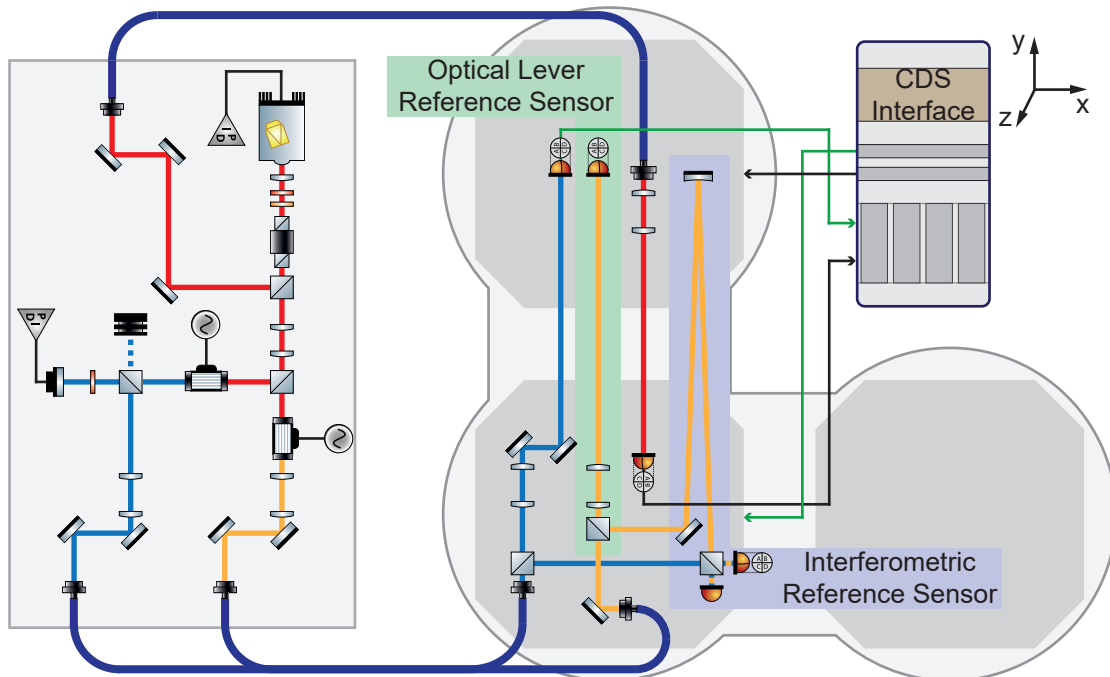 Optical Lever
Reference Sensor
CDS
Interface
y
x
z
P
I
D
A B
C D
A B
C D
A B
C D
P
I
D
Interferometric
Reference Sensor
A B
C D